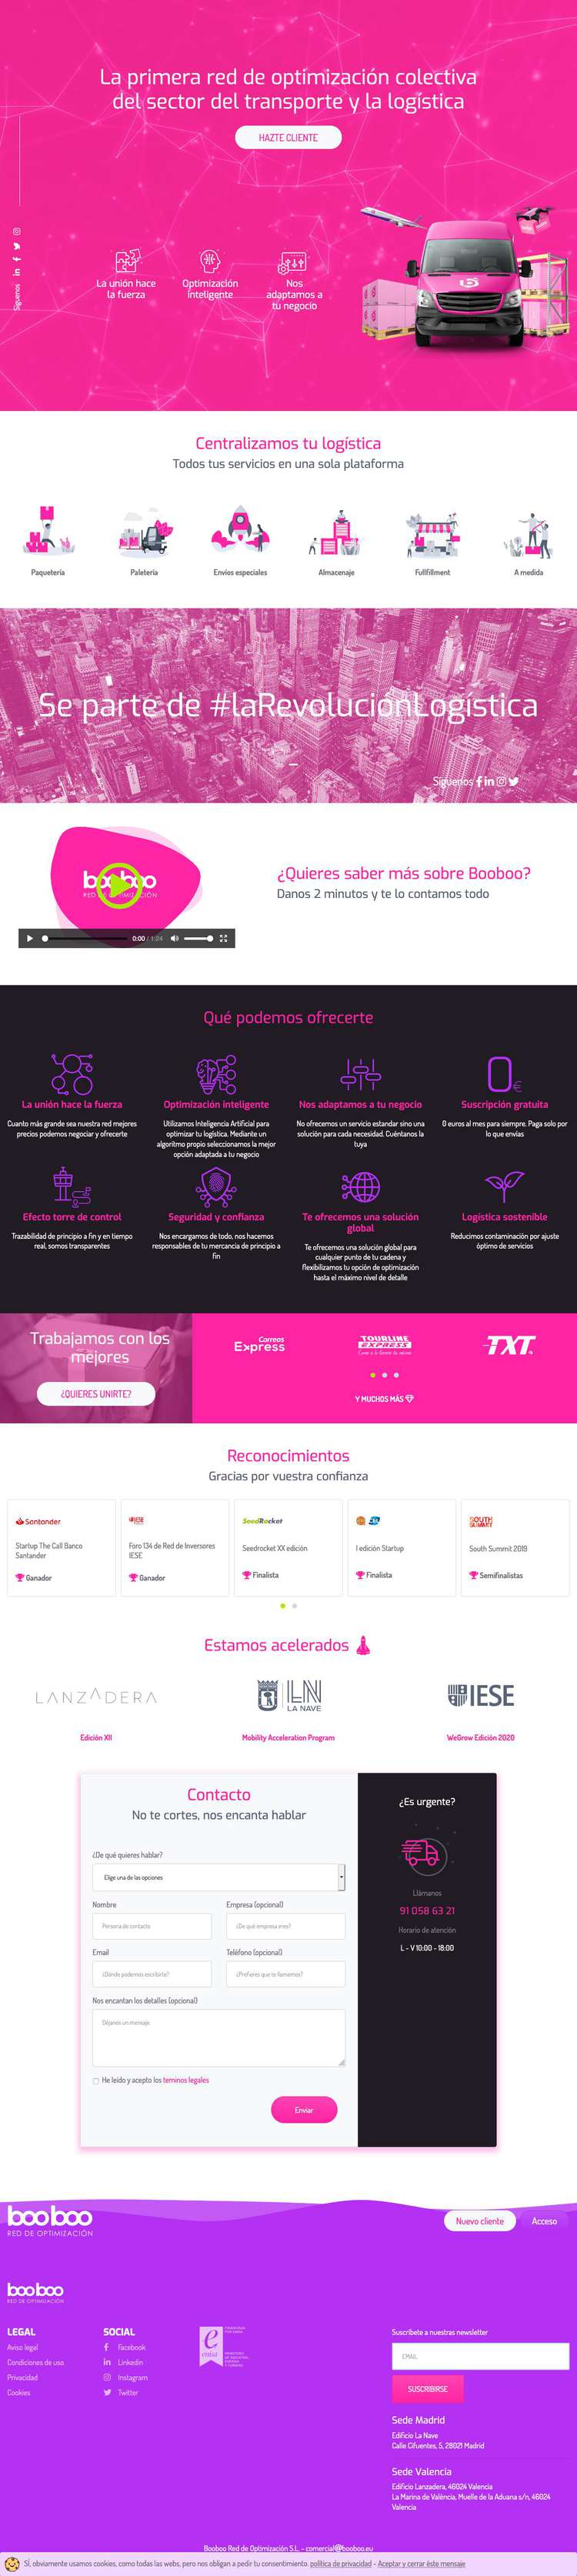 La primera red de optimización colectiva
del sector del transporte y la logística
HAZTE CLIENTE
Síguenos
La unión hace
la fuerza
Optimización
inteligente
Nos
adaptamos a
tu negocio
Centralizamos tu logística
Todos tus servicios en una sola plataforma
Paquetería
Paletería
Envíos especiales
Almacenaje
Fullfillment
A medida
Se parte de #laRevoluciónLogística
Síguenos
booboo
RED DE OPTIMIZACIÓN
0:00 / 1:24
¿Quieres saber más sobre Booboo?
Danos 2 minutos y te lo contamos todo
Qué podemos ofrecerte
La unión hace la fuerza
Cuanto más grande sea nuestra red mejores
precios podemos negociar y ofrecerte
Optimización inteligente
Utilizamos Inteligencia Artificial para
optimizar tu logística. Mediante un
algoritmo propio seleccionamos la mejor
opción adaptada a tu negocio
Nos adaptamos a tu negocio
No ofrecemos un servicio estandar sino una
solución para cada necesidad. Cuéntanos la
tuya
Suscripción gratuita
0 euros al mes para siempre. Paga solo por
lo que envías
Efecto torre de control
Trazabilidad de principio a fin y en tiempo
real, somos transparentes
Seguridad y confianza
Nos encargamos de todo, nos hacemos
responsables de tu mercancía de principio a
fin
Te ofrecemos una solución
global
Te ofrecemos una solución global para
cualquier punto de tu cadena y
flexibilizamos tu opción de optimización
hasta el máximo nivel de detalle
Logística sostenible
Reducimos contaminación por ajuste
óptimo de servicios
Trabajamos con los
mejores
¿QUIERES UNIRTE?
Correos
Express
TOURLINE
EXPRESS
TXT
Y MUCHOS MÁS
Reconocimientos
Gracias por vuestra confianza
Santander
Startup The Call Banco
Santander
Ganador
IESE
Foro 134 de Red de Inversores
IESE
Ganador
SeedRocket
Seedrocket XX edición
Finalista
I edición Startup
Finalista
SOUTH
SUMMIT
South Summit 2019
Semifinalistas
Estamos acelerados
LANZADERA
Edición XII
LN
LA NAVE
Mobility Acceleration Program
IESE
WeGrow Edición 2020
Contacto
No te cortes, nos encanta hablar
¿De qué quieres hablar?
Elige una de las opciones
Nombre
Persona de contacto
Empresa (opcional)
¿De qué empresa eres?
Email
¿Dónde podemos escribirte?
Teléfono (opcional)
¿Prefieres que te llamemos?
Nos encantan los detalles (opcional)
Déjanos un mensaje
He leído y acepto los teminos legales
Enviar
¿Es urgente?
Llámanos
91 058 63 21
Horario de atención
L - V 10:00 - 18:00
booboo
RED DE OPTIMIZACIÓN
Nuevo cliente
Acceso
booboo
RED DE OPTIMIZACIÓN
LEGAL
Aviso legal
Condiciones de uso
Privacidad
Cookies
SOCIAL
Facebook
Linkedin
Instagram
Twitter
enisa
Suscríbete a nuestras newsletter
EMAIL
SUSCRIBIRSE
Sede Madrid
Edificio La Nave
Calle Cifuentes, 5, 28021 Madrid
Sede Valencia
Edificio Lanzadera, 46024 Valencia
La Marina de València, Muelle de la Aduana s/n, 46024
Valencia
Booboo Red de Optimización S.L. - comercial@booboo.eu
Sí, obviamente usamos cookies, como todas las webs, pero nos obligan a pedir tu consentimiento. política de privacidad - Aceptar y cerrar éste mensaje